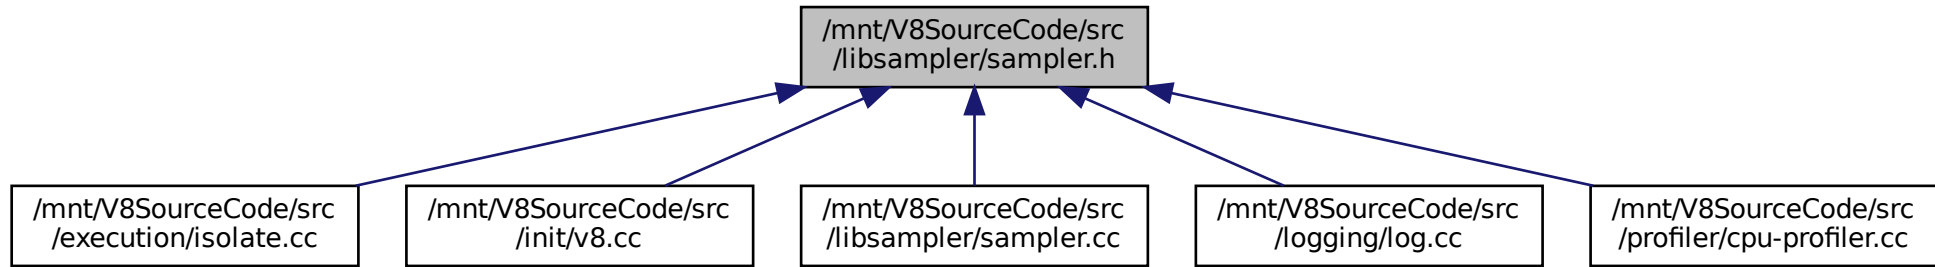 /mnt/V8SourceCode/src
/libsampler/sampler.h
/mnt/V8SourceCode/src
/execution/isolate.cc
/mnt/V8SourceCode/src
/init/v8.cc
/mnt/V8SourceCode/src
/libsampler/sampler.cc
/mnt/V8SourceCode/src
/logging/log.cc
/mnt/V8SourceCode/src
/profiler/cpu-profiler.cc